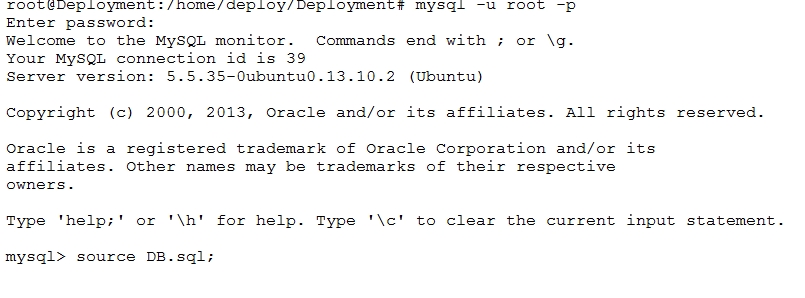 root@Deployment:/home/deploy/Deployment# mysql -u root -p
Enter password:
Welcome to the MySQL monitor.  Commands end with ; or \g.
Your MySQL connection id is 39
Server version: 5.5.35-0ubuntu0.13.10.2 (Ubuntu)
Copyright (c) 2000, 2013, Oracle and/or its affiliates. All rights reserved.
Oracle is a registered trademark of Oracle Corporation and/or its
affiliates. Other names may be trademarks of their respective
owners.
Type 'help;' or '\h' for help. Type '\c' to clear the current input statement.
mysql> source DB.sql;